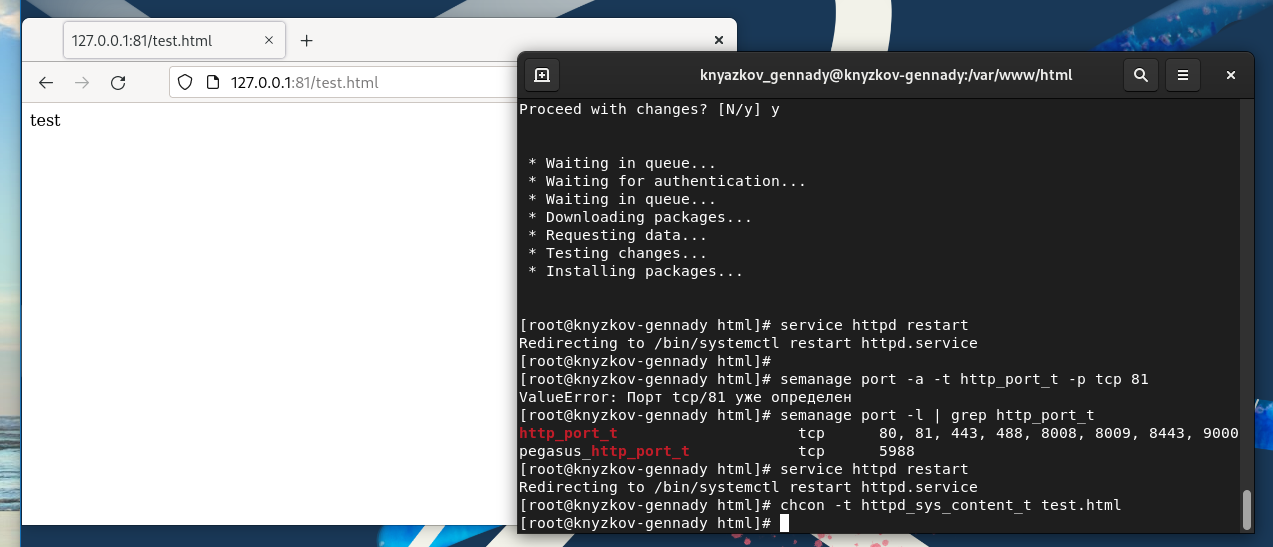 127.0.0.1:81/test.html
127.0.0.1:81/test.html
test
knyazkov_gennady@knyzkov-gennady:/var/www/html
Proceed with changes? [N/y] y
* Waiting in queue...
* Waiting for authentication...
* Waiting in queue...
* Downloading packages...
* Requesting data...
* Testing changes...
* Installing packages...
[root@knyzkov-gennady html]# service httpd restart
Redirecting to /bin/systemctl restart httpd.service
[root@knyzkov-gennady html]#
[root@knyzkov-gennady html]# semanage port -a -t http_port_t -p tcp 81
ValueError: Порт tcp/81 уже определен
[root@knyzkov-gennady html]# semanage port -l | grep http_port_t
http_port_t tcp 80, 81, 443, 488, 8008, 8009, 8443, 9000
pegasus_http_port_t tcp 5988
[root@knyzkov-gennady html]# service httpd restart
Redirecting to /bin/systemctl restart httpd.service
[root@knyzkov-gennady html]# chcon -t httpd_sys_content_t test.html
[root@knyzkov-gennady html]#